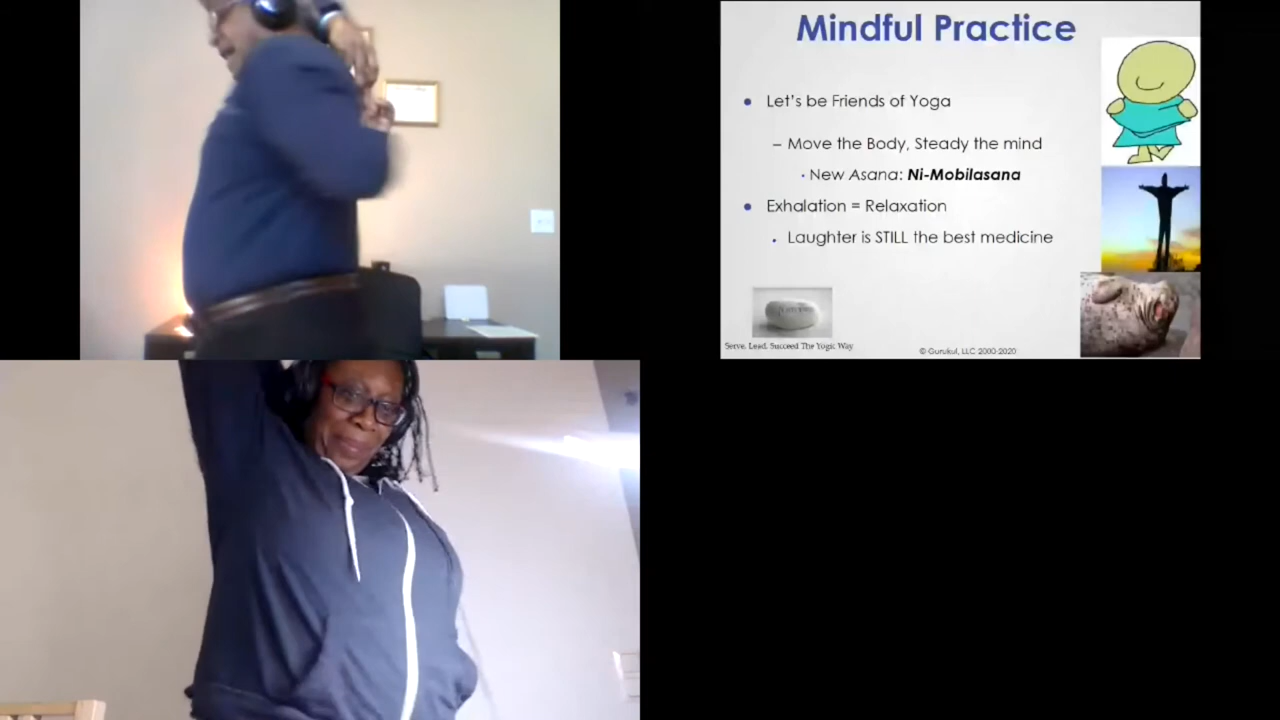 Mindful Practice
• Let's be Friends of Yoga
– Move the Body, Steady the mind
• New Asana: Ni-Mobilasana
• Exhalation = Relaxation
• Laughter is STILL the best medicine
Serve. Lead. Succeed The Yogic Way
© Gurukul, LLC 2000-2020